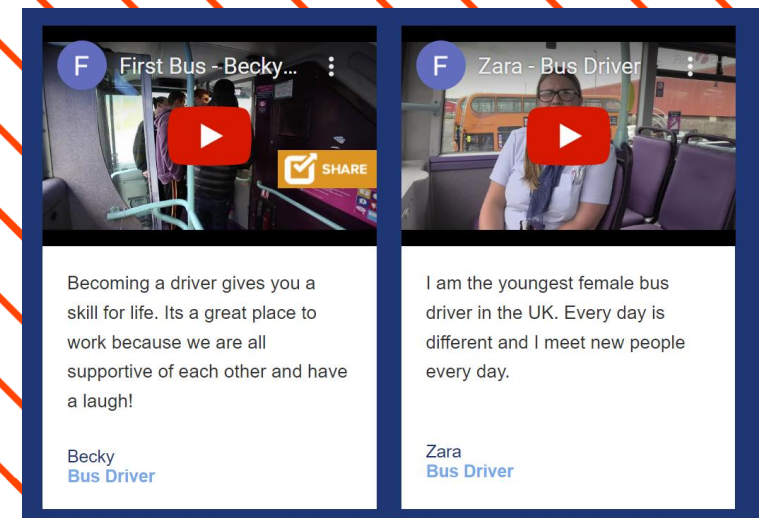 F First Bus - Becky...
SHARE
Becoming a driver gives you a
skill for life. Its a great place to
work because we are all
supportive of each other and have
a laugh!
Becky
Bus Driver
F Zara - Bus Driver
I am the youngest female bus
driver in the UK. Every day is
different and I meet new people
every day.
Zara
Bus Driver